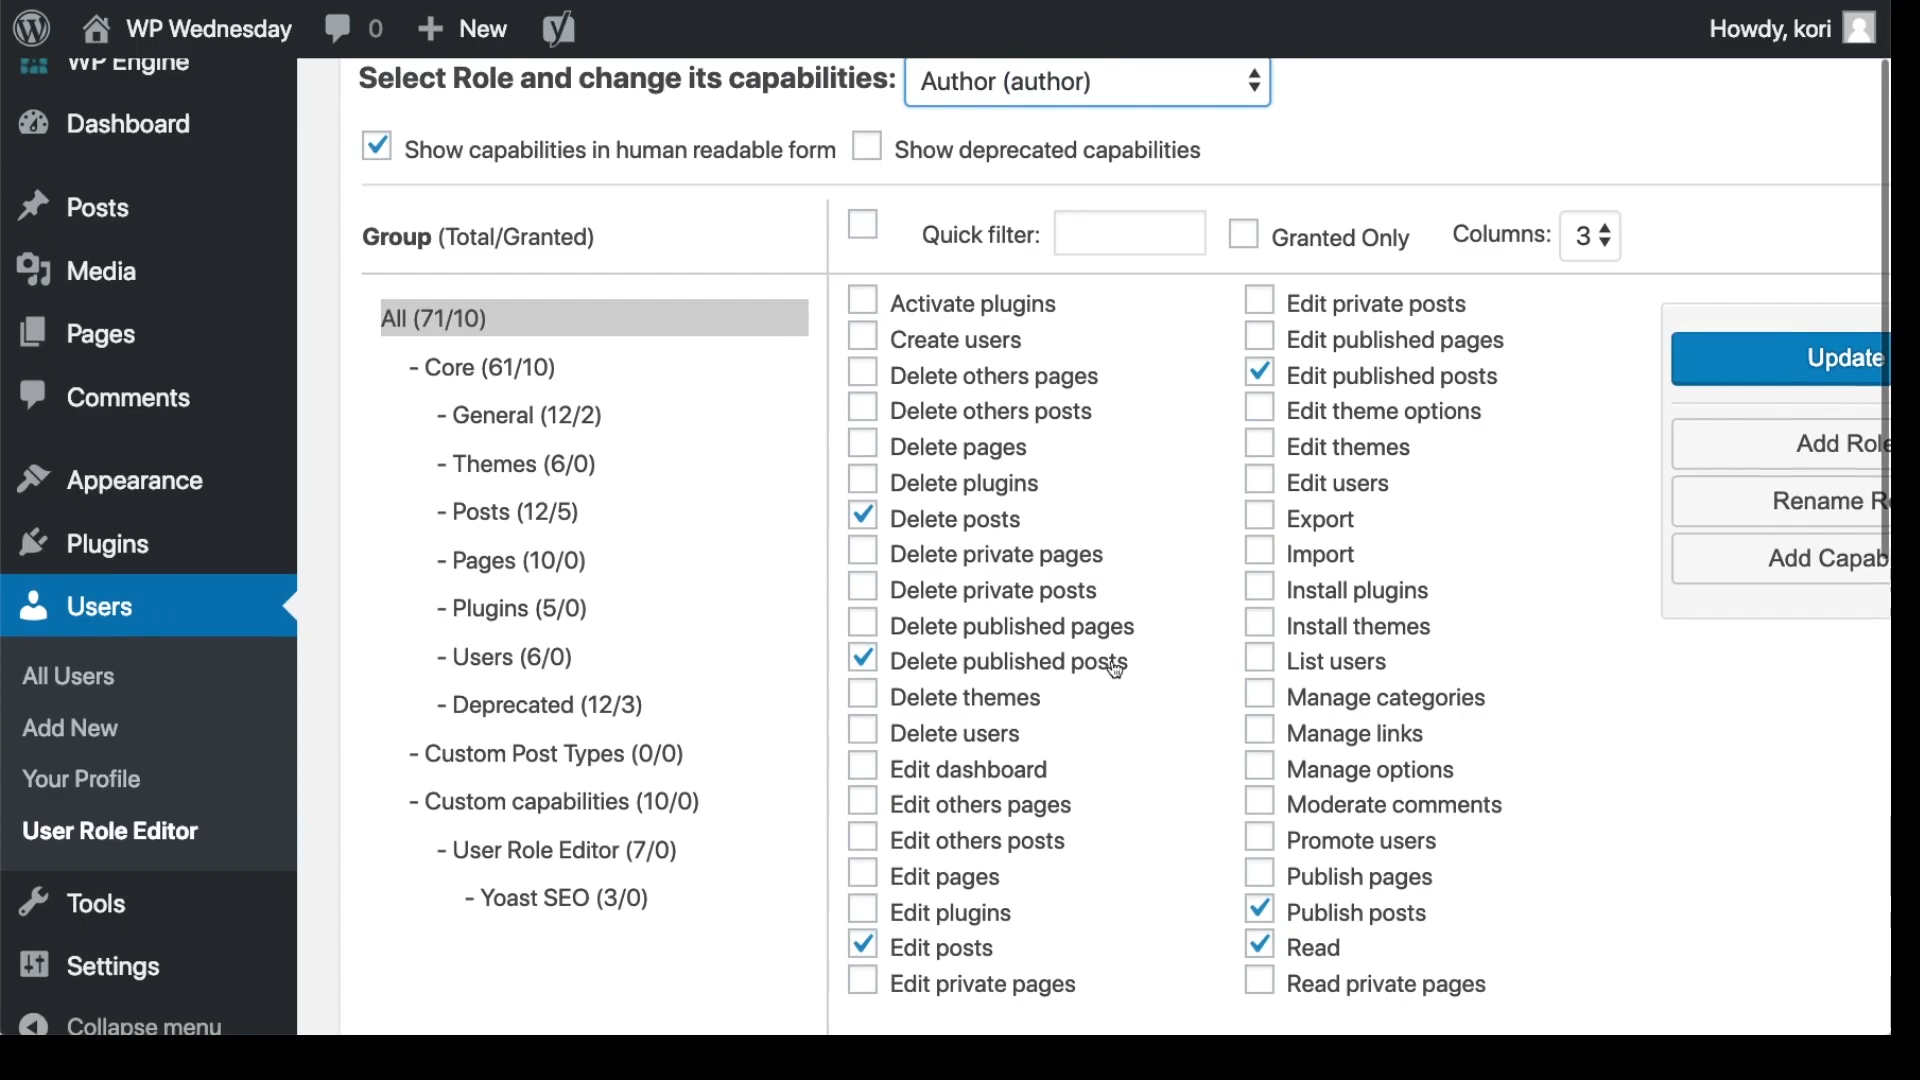 WP Wednesday 0 New Howdy, kori
WP Engine
Dashboard
Posts
Media
Pages
Comments
Appearance
Plugins
Users
All Users
Add New
Your Profile
User Role Editor
Tools
Settings
Collapse menu
Select Role and change its capabilities: Author (author)
Show capabilities in human readable form Show deprecated capabilities
Group (Total/Granted)
Quick filter: Granted Only Columns: 3
All (71/10)
- Core (61/10)
- General (12/2)
- Themes (6/0)
- Posts (12/5)
- Pages (10/0)
- Plugins (5/0)
- Users (6/0)
- Deprecated (12/3)
- Custom Post Types (0/0)
- Custom capabilities (10/0)
- User Role Editor (7/0)
- Yoast SEO (3/0)
Activate plugins
Create users
Delete others pages
Delete others posts
Delete pages
Delete plugins
Delete posts
Delete private pages
Delete private posts
Delete published pages
Delete published posts
Delete themes
Delete users
Edit dashboard
Edit others pages
Edit others posts
Edit pages
Edit plugins
Edit posts
Edit private pages
Edit private posts
Edit published pages
Edit published posts
Edit theme options
Edit themes
Edit users
Export
Import
Install plugins
Install themes
List users
Manage categories
Manage links
Manage options
Moderate comments
Promote users
Publish pages
Publish posts
Read
Read private pages
Update
Add Role
Rename R
Add Capab